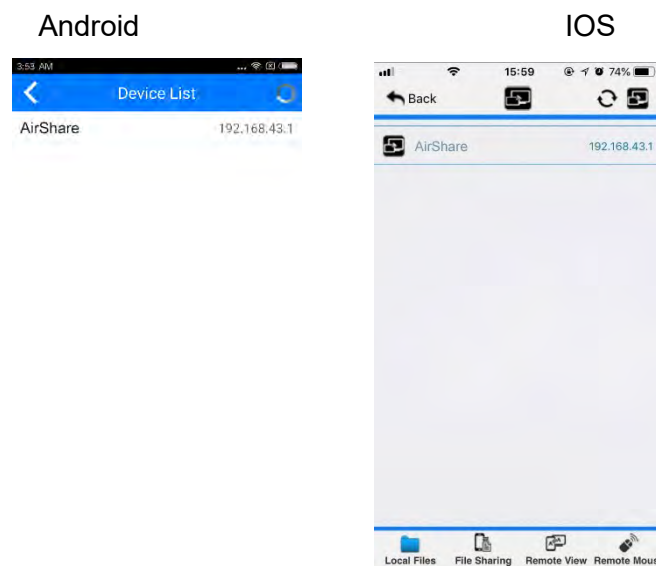 Android
3:53 AM ...
Device List
AirShare 192.168.43.1
IOS
15:59 74%
Back
AirShare 192.168.43.1
Local Files File Sharing Remote View Remote Mous